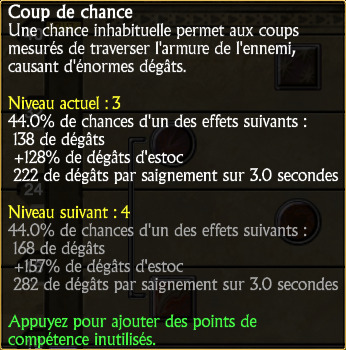 Coup de chance
Une chance inhabituelle permet aux coups
mesurés de traverser l'armure de l'ennemi,
causant d'énormes dégâts.
Niveau actuel : 3
44.0% de chances d'un des effets suivants :
138 de dégâts
+128% de dégâts d'estoc
222 de dégâts par saignement sur 3.0 secondes
Niveau suivant : 4
44.0% de chances d'un des effets suivants :
168 de dégâts
+157% de dégâts d'estoc
282 de dégâts par saignement sur 3.0 secondes
Appuyez pour ajouter des points de
compétence inutilisés.
24